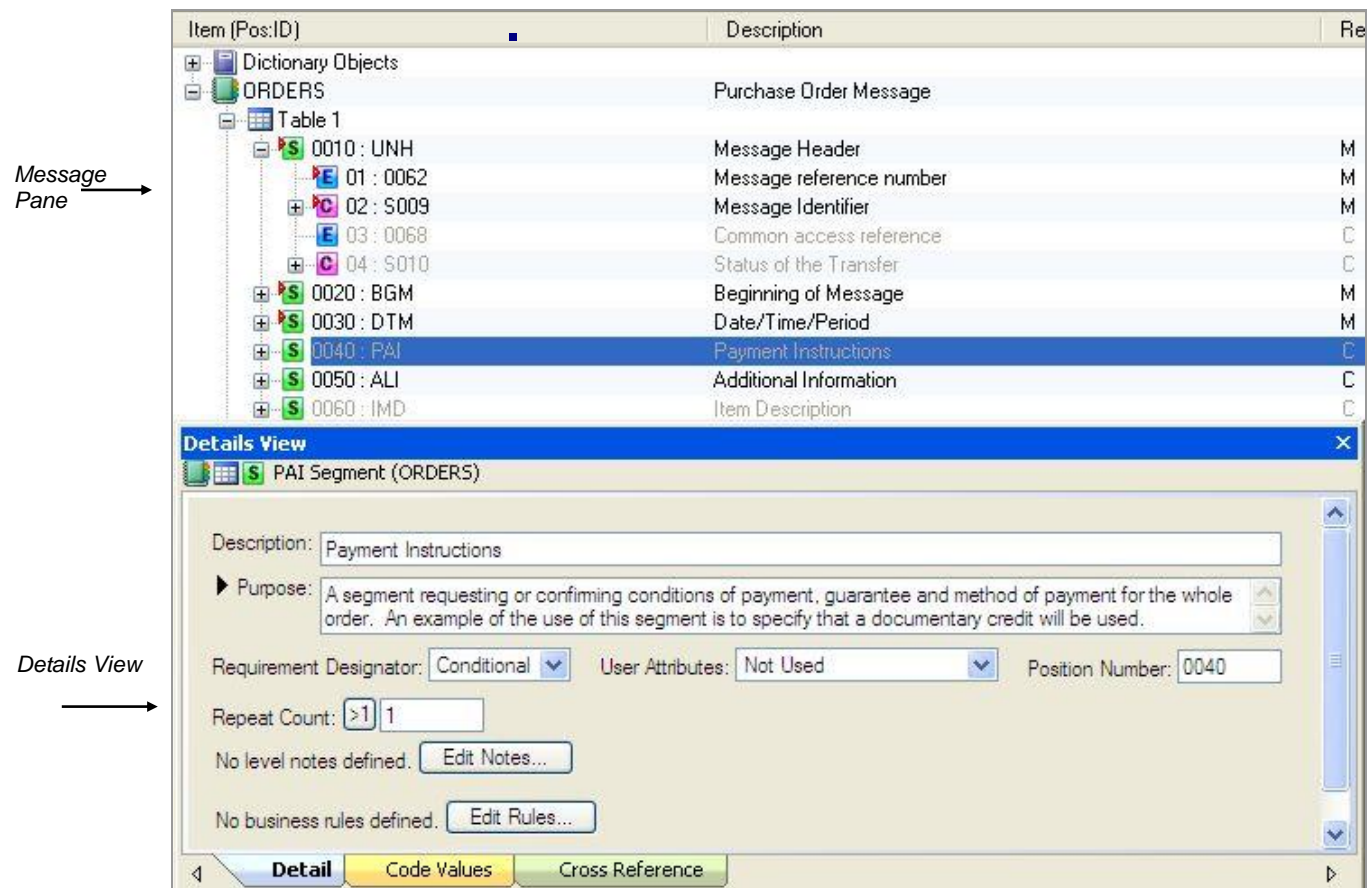 Item (Pos:ID) Description Re
Dictionary Objects
ORDERS Purchase Order Message
Table 1
S 0010 : UNH Message Header M
E 01 : 0062 Message reference number M
C 02 : S009 Message Identifier M
E 03 : 0068 Common access reference C
C 04 : S010 Status of the Transfer C
S 0020 : BGM Beginning of Message M
S 0030 : DTM Date/Time/Period M
S 0040 : PAI Payment Instructions C
S 0050 : ALI Additional Information C
S 0060 : IMD Item Description C
Message
Pane
Details View
S PAI Segment (ORDERS)
Description: Payment Instructions
Purpose: A segment requesting or confirming conditions of payment, guarantee and method of payment for the whole
order. An example of the use of this segment is to specify that a documentary credit will be used.
Details View
Requirement Designator: Conditional User Attributes: Not Used Position Number: 0040
Repeat Count: >1 1
No level notes defined. Edit Notes...
No business rules defined. Edit Rules...
Detail Code Values Cross Reference